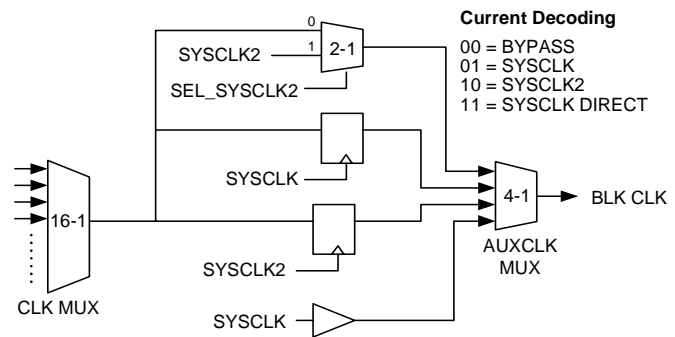 Current Decoding
00 = BYPASS
01 = SYSCLK
10 = SYSCLK2
11 = SYSCLK DIRECT
0
SYSCLK2
1
2-1
SEL_SYSCLK2
SYSCLK
16-1
4-1
BLK CLK
AUXCLK
MUX
SYSCLK2
CLK MUX
SYSCLK